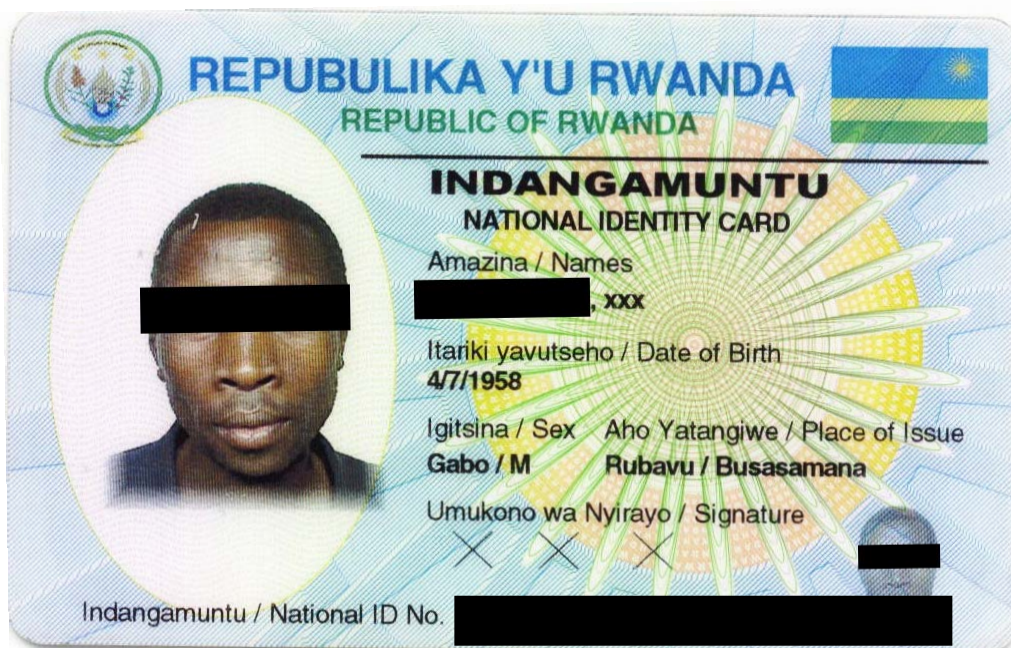 REPUBULIKA Y'U RWANDA
REPUBLIC OF RWANDA
INDANGAMUNTU
NATIONAL IDENTITY CARD
Amazina / Names
, xxx
Itariki yavutseho / Date of Birth
4/7/1958
Igitsina / Sex Aho Yatangiwe / Place of Issue
Gabo / M Rubavu / Busasamana
Umukono wa Nyirayo / Signature
Indangamuntu / National ID No.